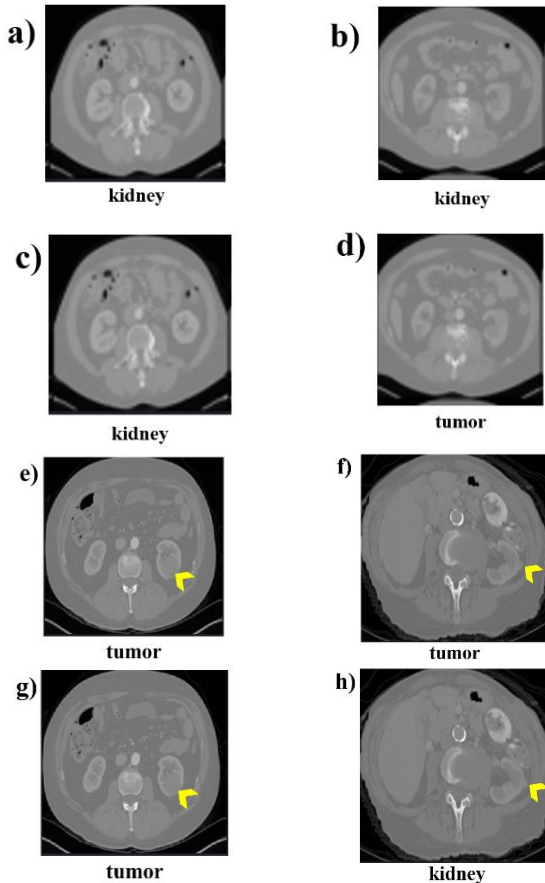 a)
b)
kidney
kidney
c)
d)
kidney
tumor
e)
f)
tumor
tumor
g)
h)
tumor
kidney